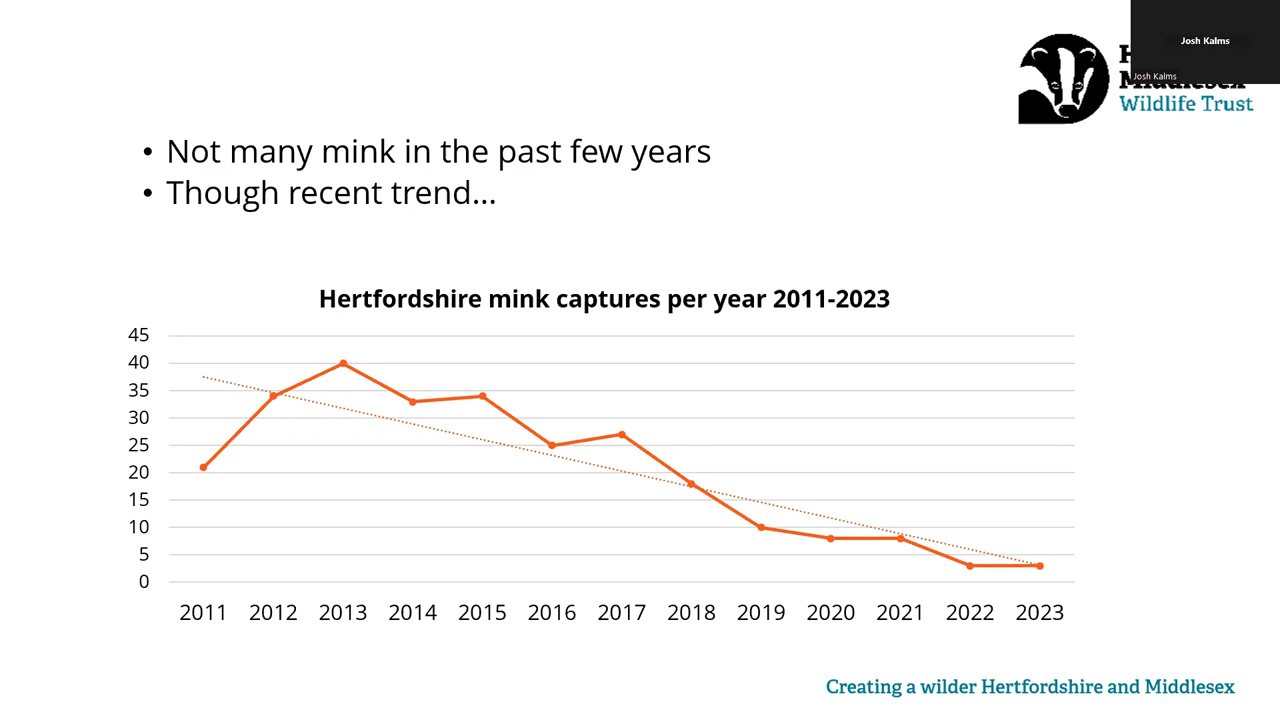 Josh Kalms
Josh Kalms
Wildlife Trust
• Not many mink in the past few years
• Though recent trend...
Hertfordshire mink captures per year 2011-2023
45
40
35
30
25
20
15
10
5
0
2011 2012 2013 2014 2015 2016 2017 2018 2019 2020 2021 2022 2023
Creating a wilder Hertfordshire and Middlesex